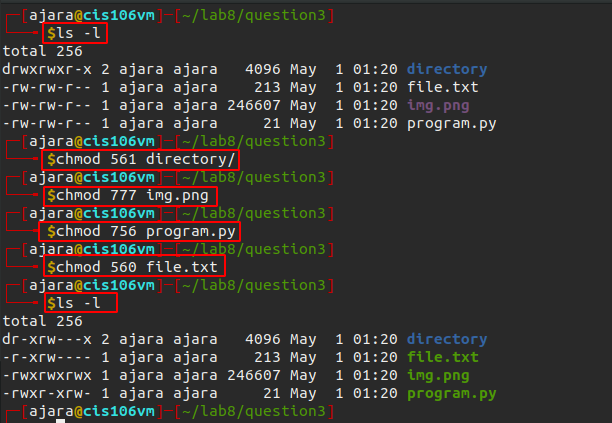 ┌─[ajara@cis106vm]─[~/lab8/question3]
└──╼ $ls -l
total 256
drwxrwxr-x 2 ajara ajara   4096 May  1 01:20 directory
-rw-rw-r-- 1 ajara ajara    213 May  1 01:20 file.txt
-rw-rw-r-- 1 ajara ajara 246607 May  1 01:20 img.png
-rw-rw-r-- 1 ajara ajara     21 May  1 01:20 program.py
┌─[ajara@cis106vm]─[~/lab8/question3]
└──╼ $chmod 561 directory/
┌─[ajara@cis106vm]─[~/lab8/question3]
└──╼ $chmod 777 img.png
┌─[ajara@cis106vm]─[~/lab8/question3]
└──╼ $chmod 756 program.py
┌─[ajara@cis106vm]─[~/lab8/question3]
└──╼ $chmod 560 file.txt
┌─[ajara@cis106vm]─[~/lab8/question3]
└──╼ $ls -l
total 256
dr-xrw---x 2 ajara ajara   4096 May  1 01:20 directory
-r-xrw---- 1 ajara ajara    213 May  1 01:20 file.txt
-rwxrwxrwx 1 ajara ajara 246607 May  1 01:20 img.png
-rwxr-xrw- 1 ajara ajara     21 May  1 01:20 program.py
┌─[ajara@cis106vm]─[~/lab8/question3]